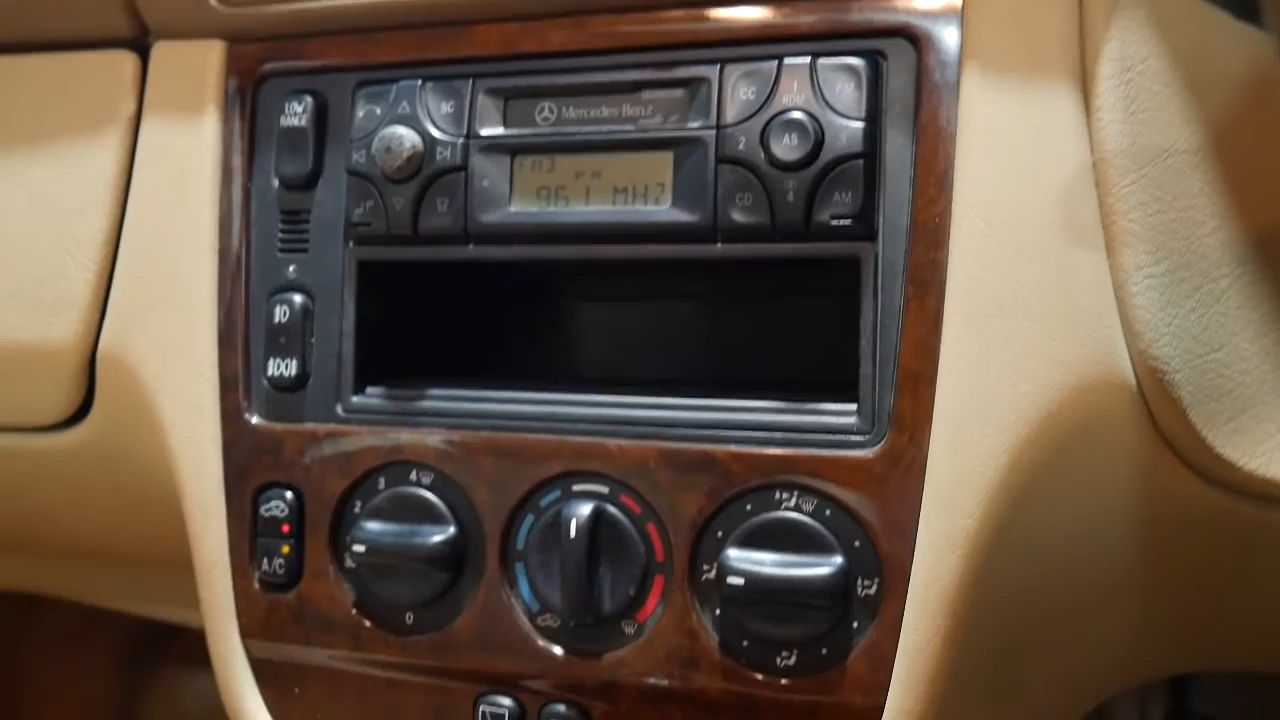 LOW
RANGE
SC
Mercedes-Benz
CC
1
RDM
FM
2
AS
3
FM3
96.1 MHZ
CD
4
AM
4
3
2
A/C
0